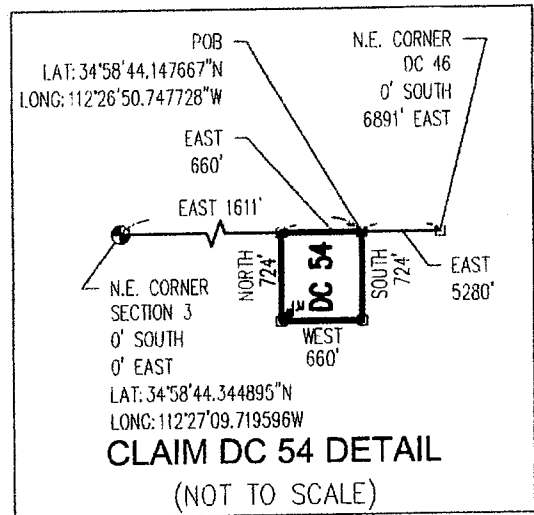 POB
LAT: 34°58'44.147667"N
LONG: 112°26'50.747728"W
N.E. CORNER
DC 46
0' SOUTH
6891' EAST
EAST
660'
EAST 1611'
NORTH
724'
DC 54
SOUTH
724'
EAST
5280'
WEST
660'
N.E. CORNER
SECTION 3
0' SOUTH
0' EAST
LAT: 34°58'44.344895"N
LONG: 112°27'09.719596W
CLAIM DC 54 DETAIL
(NOT TO SCALE)